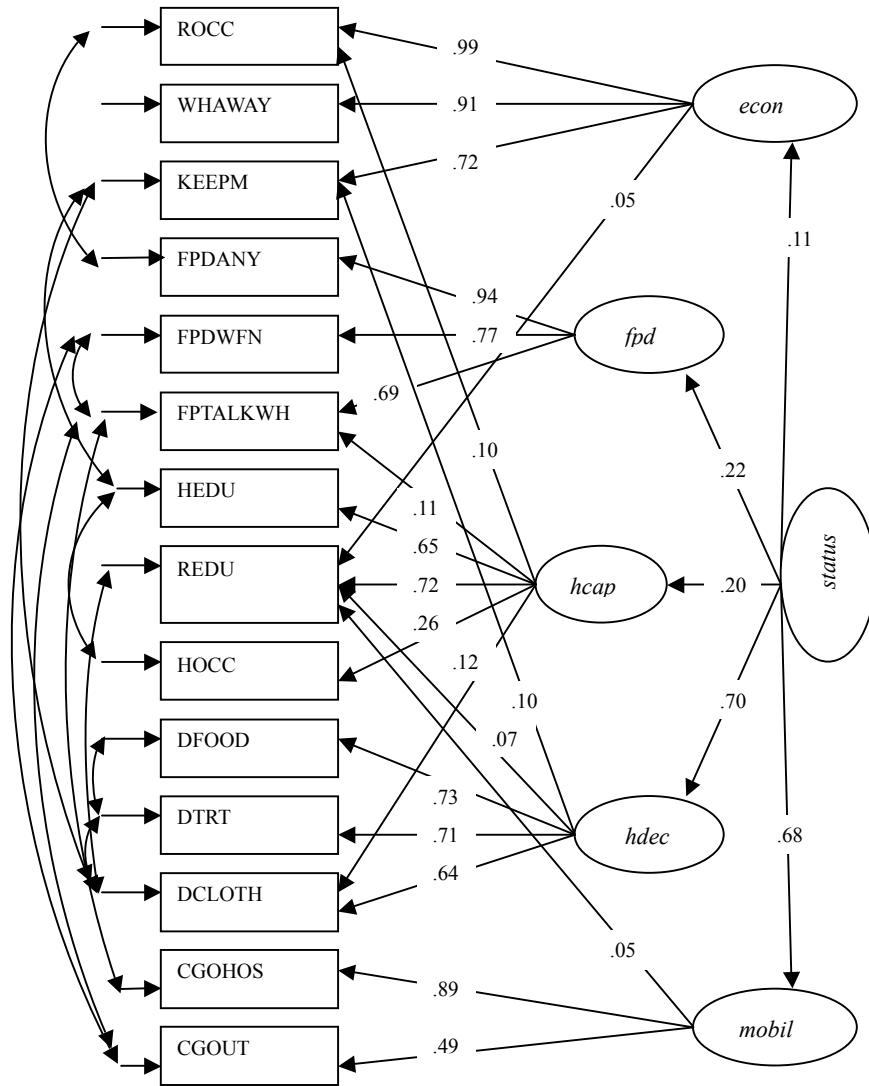 ROCC
.99
WHAWAY
.91
econ
KEEPM
.72
.05
.11
FPDANY
.94
FPDWFN
.77
fpd
FPTALKWH
.69
.10
.22
HEDU
.11
.65
REDU
.72
hcap
.20
status
.26
HOCC
.12
.10
.70
DFOOD
.07
.73
DTRT
.71
hdec
.68
.64
DCLOTH
.05
CGOHOS
.89
mobil
CGOUT
.49